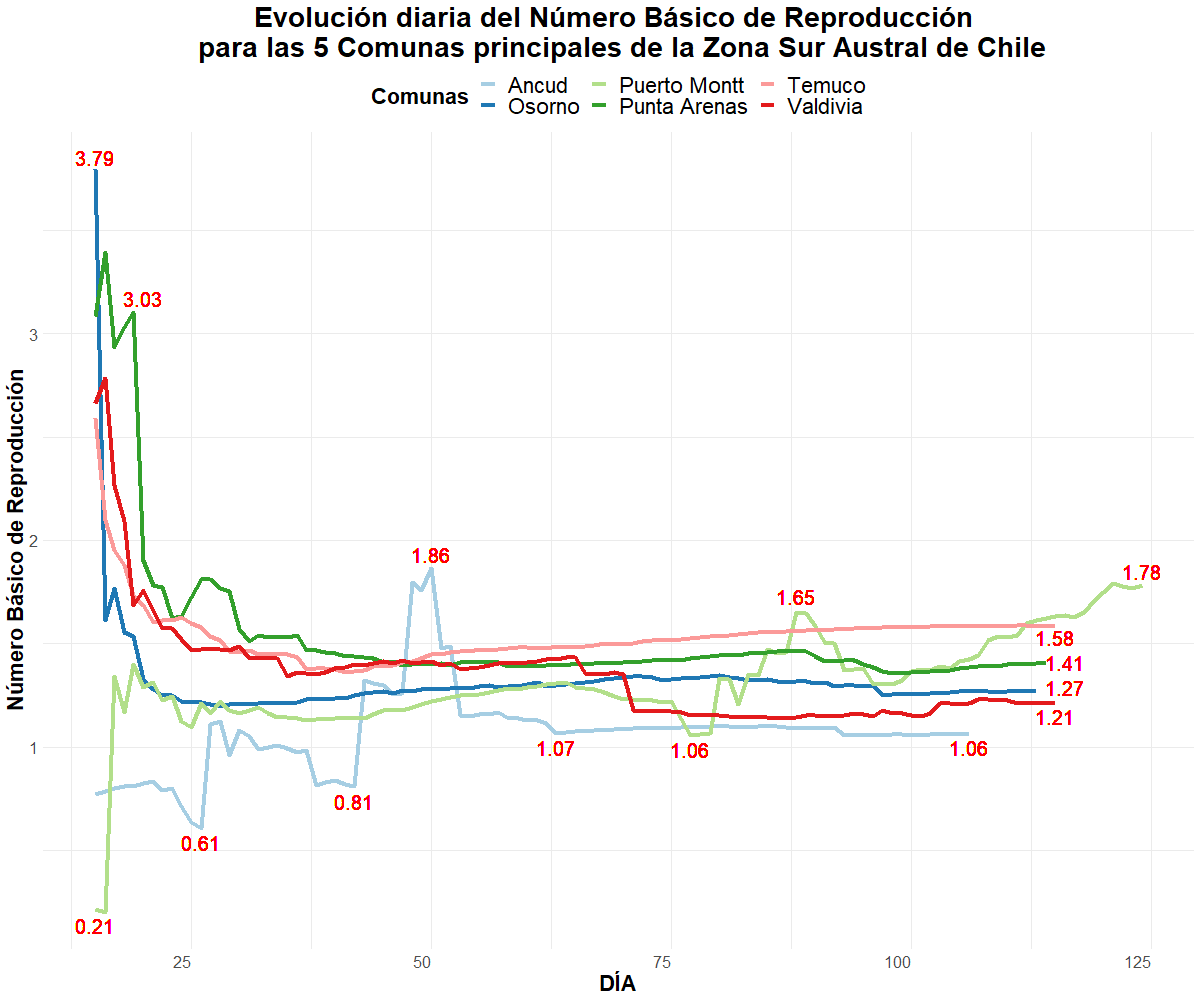 Evolución diaria del Número Básico de Reproducción
para las 5 Comunas principales de la Zona Sur Austral de Chile
Comunas
Ancud
Puerto Montt
Temuco
Osorno
Punta Arenas
Valdivia
Número Básico de Reproducción
3
2
1
3.79
3.03
1.86
1.78
1.65
1.58
1.41
1.27
1.21
1.07
1.06
1.06
0.81
0.61
0.21
25
50
75
100
125
DÍA